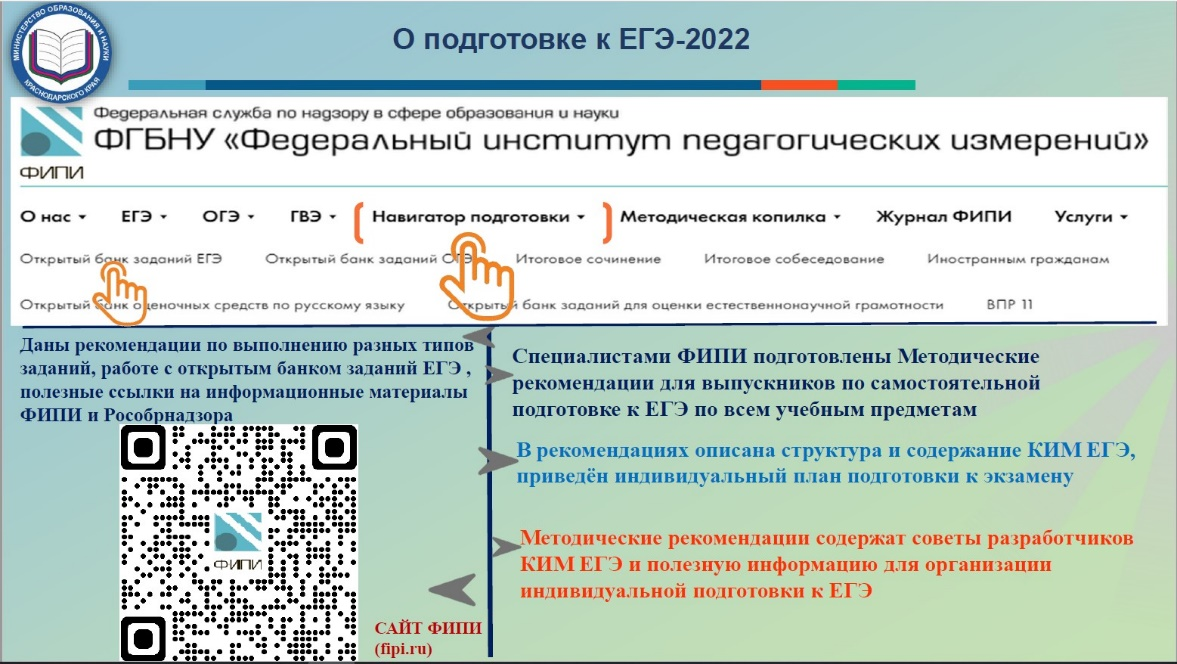 МИНИСТЕРСТВО ОБРАЗОВАНИЯ И НАУКИ
КРАСНОДАРСКОГО КРАЯ
О подготовке к ЕГЭ-2022
Федеральная служба по надзору в сфере образования и науки
ФГБНУ «Федеральный институт педагогических измерений»
ФИПИ
О нас ЕГЭ ОГЭ ГВЭ Навигатор подготовки Методическая копилка Журнал ФИПИ Услуги
Открытый банк заданий ЕГЭ Открытый банк заданий ОГЭ Итоговое сочинение Итоговое собеседование Иностранным гражданам
Открытый банк оценочных средств по русскому языку Открытый банк заданий для оценки естественнонаучной грамотности ВПР 11
Даны рекомендации по выполнению разных типов
заданий, работе с открытым банком заданий ЕГЭ ,
полезные ссылки на информационные материалы
ФИПИ и Рособрнадзора
ФИПИ
САЙТ ФИПИ
(fipi.ru)
Специалистами ФИПИ подготовлены Методические
рекомендации для выпускников по самостоятельной
подготовке к ЕГЭ по всем учебным предметам
В рекомендациях описана структура и содержание КИМ ЕГЭ,
приведён индивидуальный план подготовки к экзамену
Методические рекомендации содержат советы разработчиков
КИМ ЕГЭ и полезную информацию для организации
индивидуальной подготовки к ЕГЭ